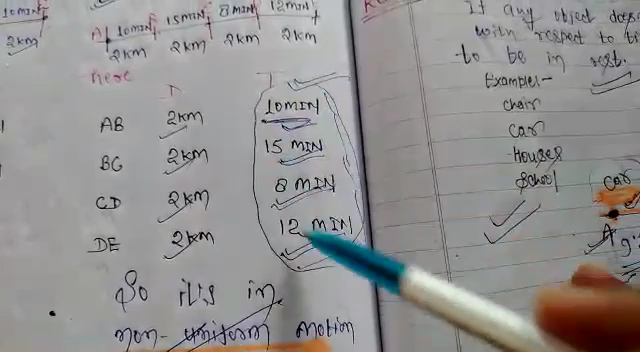 10MIN
2KM
A 10MIN 15MIN 8MIN 12MIN
2KM 2KM 2KM 2KM
here
D T
AB 2KM 10MIN
BC 2KM 15 MIN
CD 2KM 8 MIN
DE 2KM 12 MIN
So it is in
non-uniform motion
If any object does
with respect to
to be in rest.
Examples-
chair
car
houses
school
car
A